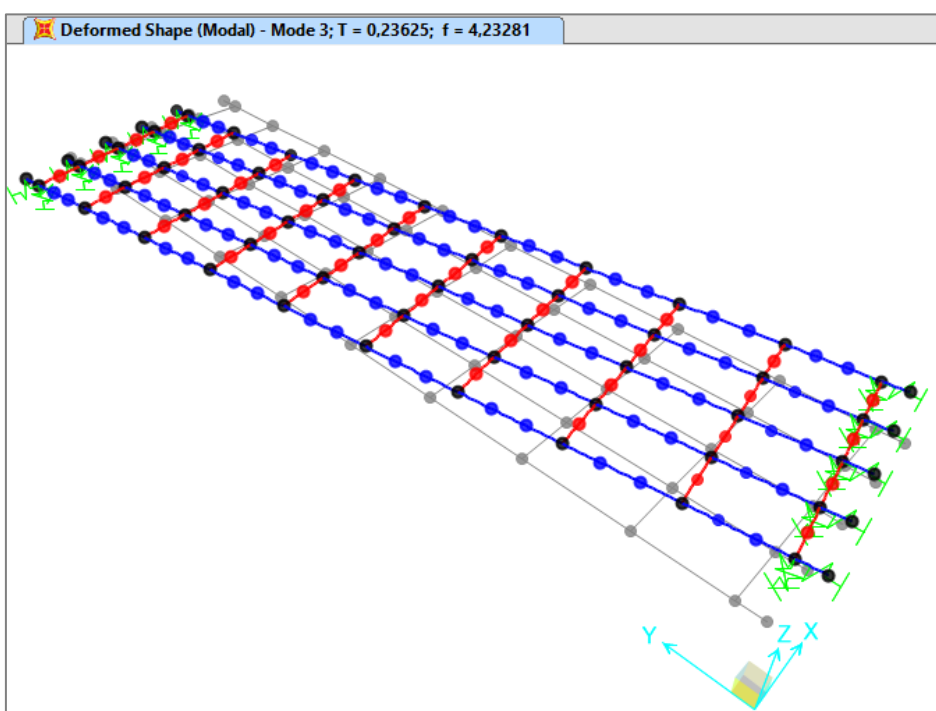 Deformed Shape (Modal) - Mode 3; T = 0,23625; f = 4,23281
Y
Z
X